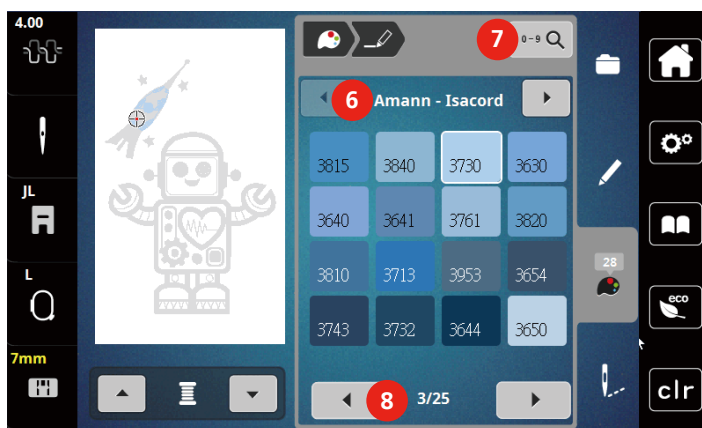 4.00
7
0-9
6
Amann - Isacord
3815 3840 3730 3630
JL
3640 3641 3761 3820
28
L
3810 3713 3953 3654
eco
3743 3732 3644 3650
7mm
8
3/25
clr